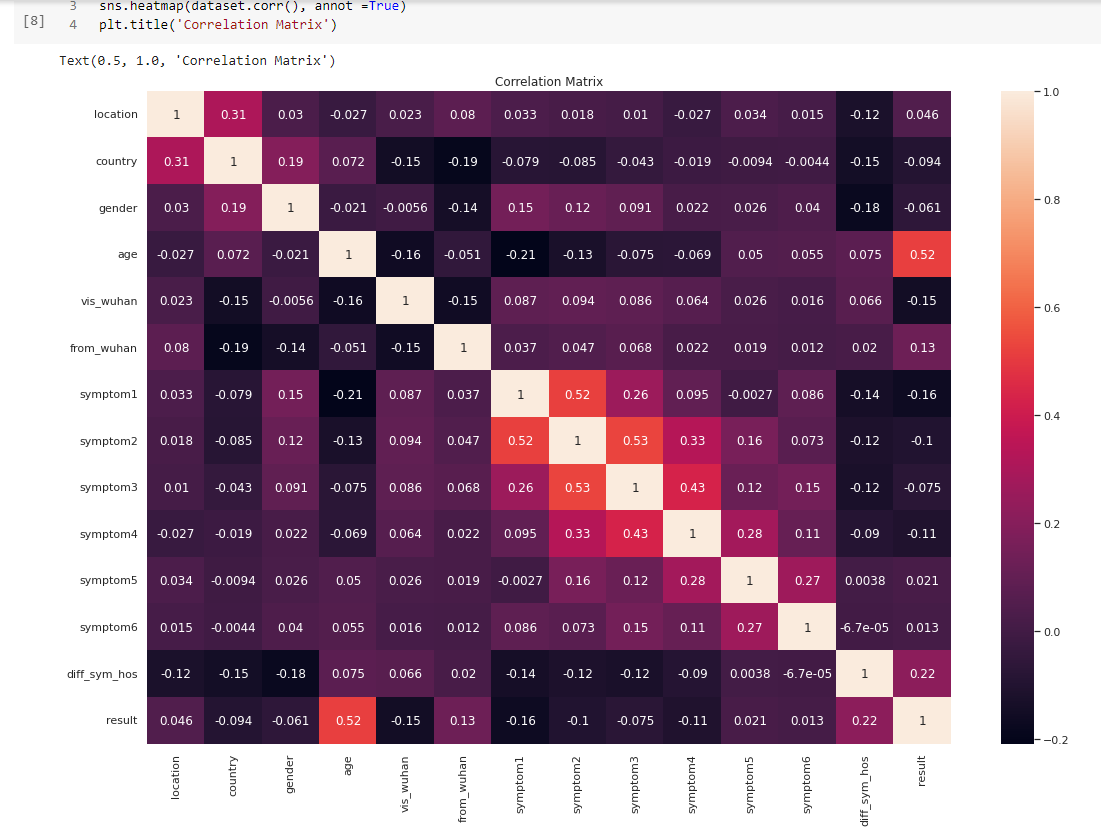 3 sns.heatmap(dataset.corr(), annot =True)
[8] 4 plt.title('Correlation Matrix')
Text(0.5, 1.0, 'Correlation Matrix')
Correlation Matrix
location 1 0.31 0.03 -0.027 0.023 0.08 0.033 0.018 0.01 -0.027 0.034 0.015 -0.12 0.046
country 0.31 1 0.19 0.072 -0.15 -0.19 -0.079 -0.085 -0.043 -0.019 -0.0094 -0.0044 -0.15 -0.094
gender 0.03 0.19 1 -0.021 -0.0056 -0.14 0.15 0.12 0.091 0.022 0.026 0.04 -0.18 -0.061
age -0.027 0.072 -0.021 1 -0.16 -0.051 -0.21 -0.13 -0.075 -0.069 0.05 0.055 0.075 0.52
vis_wuhan 0.023 -0.15 -0.0056 -0.16 1 -0.15 0.087 0.094 0.086 0.064 0.026 0.016 0.066 -0.15
from_wuhan 0.08 -0.19 -0.14 -0.051 -0.15 1 0.037 0.047 0.068 0.022 0.019 0.012 0.02 0.13
symptom1 0.033 -0.079 0.15 -0.21 0.087 0.037 1 0.52 0.26 0.095 -0.0027 0.086 -0.14 -0.16
symptom2 0.018 -0.085 0.12 -0.13 0.094 0.047 0.52 1 0.53 0.33 0.16 0.073 -0.12 -0.1
symptom3 0.01 -0.043 0.091 -0.075 0.086 0.068 0.26 0.53 1 0.43 0.12 0.15 -0.12 -0.075
symptom4 -0.027 -0.019 0.022 -0.069 0.064 0.022 0.095 0.33 0.43 1 0.28 0.11 -0.09 -0.11
symptom5 0.034 -0.0094 0.026 0.05 0.026 0.019 -0.0027 0.16 0.12 0.28 1 0.27 0.0038 0.021
symptom6 0.015 -0.0044 0.04 0.055 0.016 0.012 0.086 0.073 0.15 0.11 0.27 1 -6.7e-05 0.013
diff_sym_hos -0.12 -0.15 -0.18 0.075 0.066 0.02 -0.14 -0.12 -0.12 -0.09 0.0038 -6.7e-05 1 0.22
result 0.046 -0.094 -0.061 0.52 -0.15 0.13 -0.16 -0.1 -0.075 -0.11 0.021 0.013 0.22 1
location country gender age vis_wuhan from_wuhan symptom1 symptom2 symptom3 symptom4 symptom5 symptom6 diff_sym_hos result
1.0
0.8
0.6
0.4
0.2
0.0
−0.2